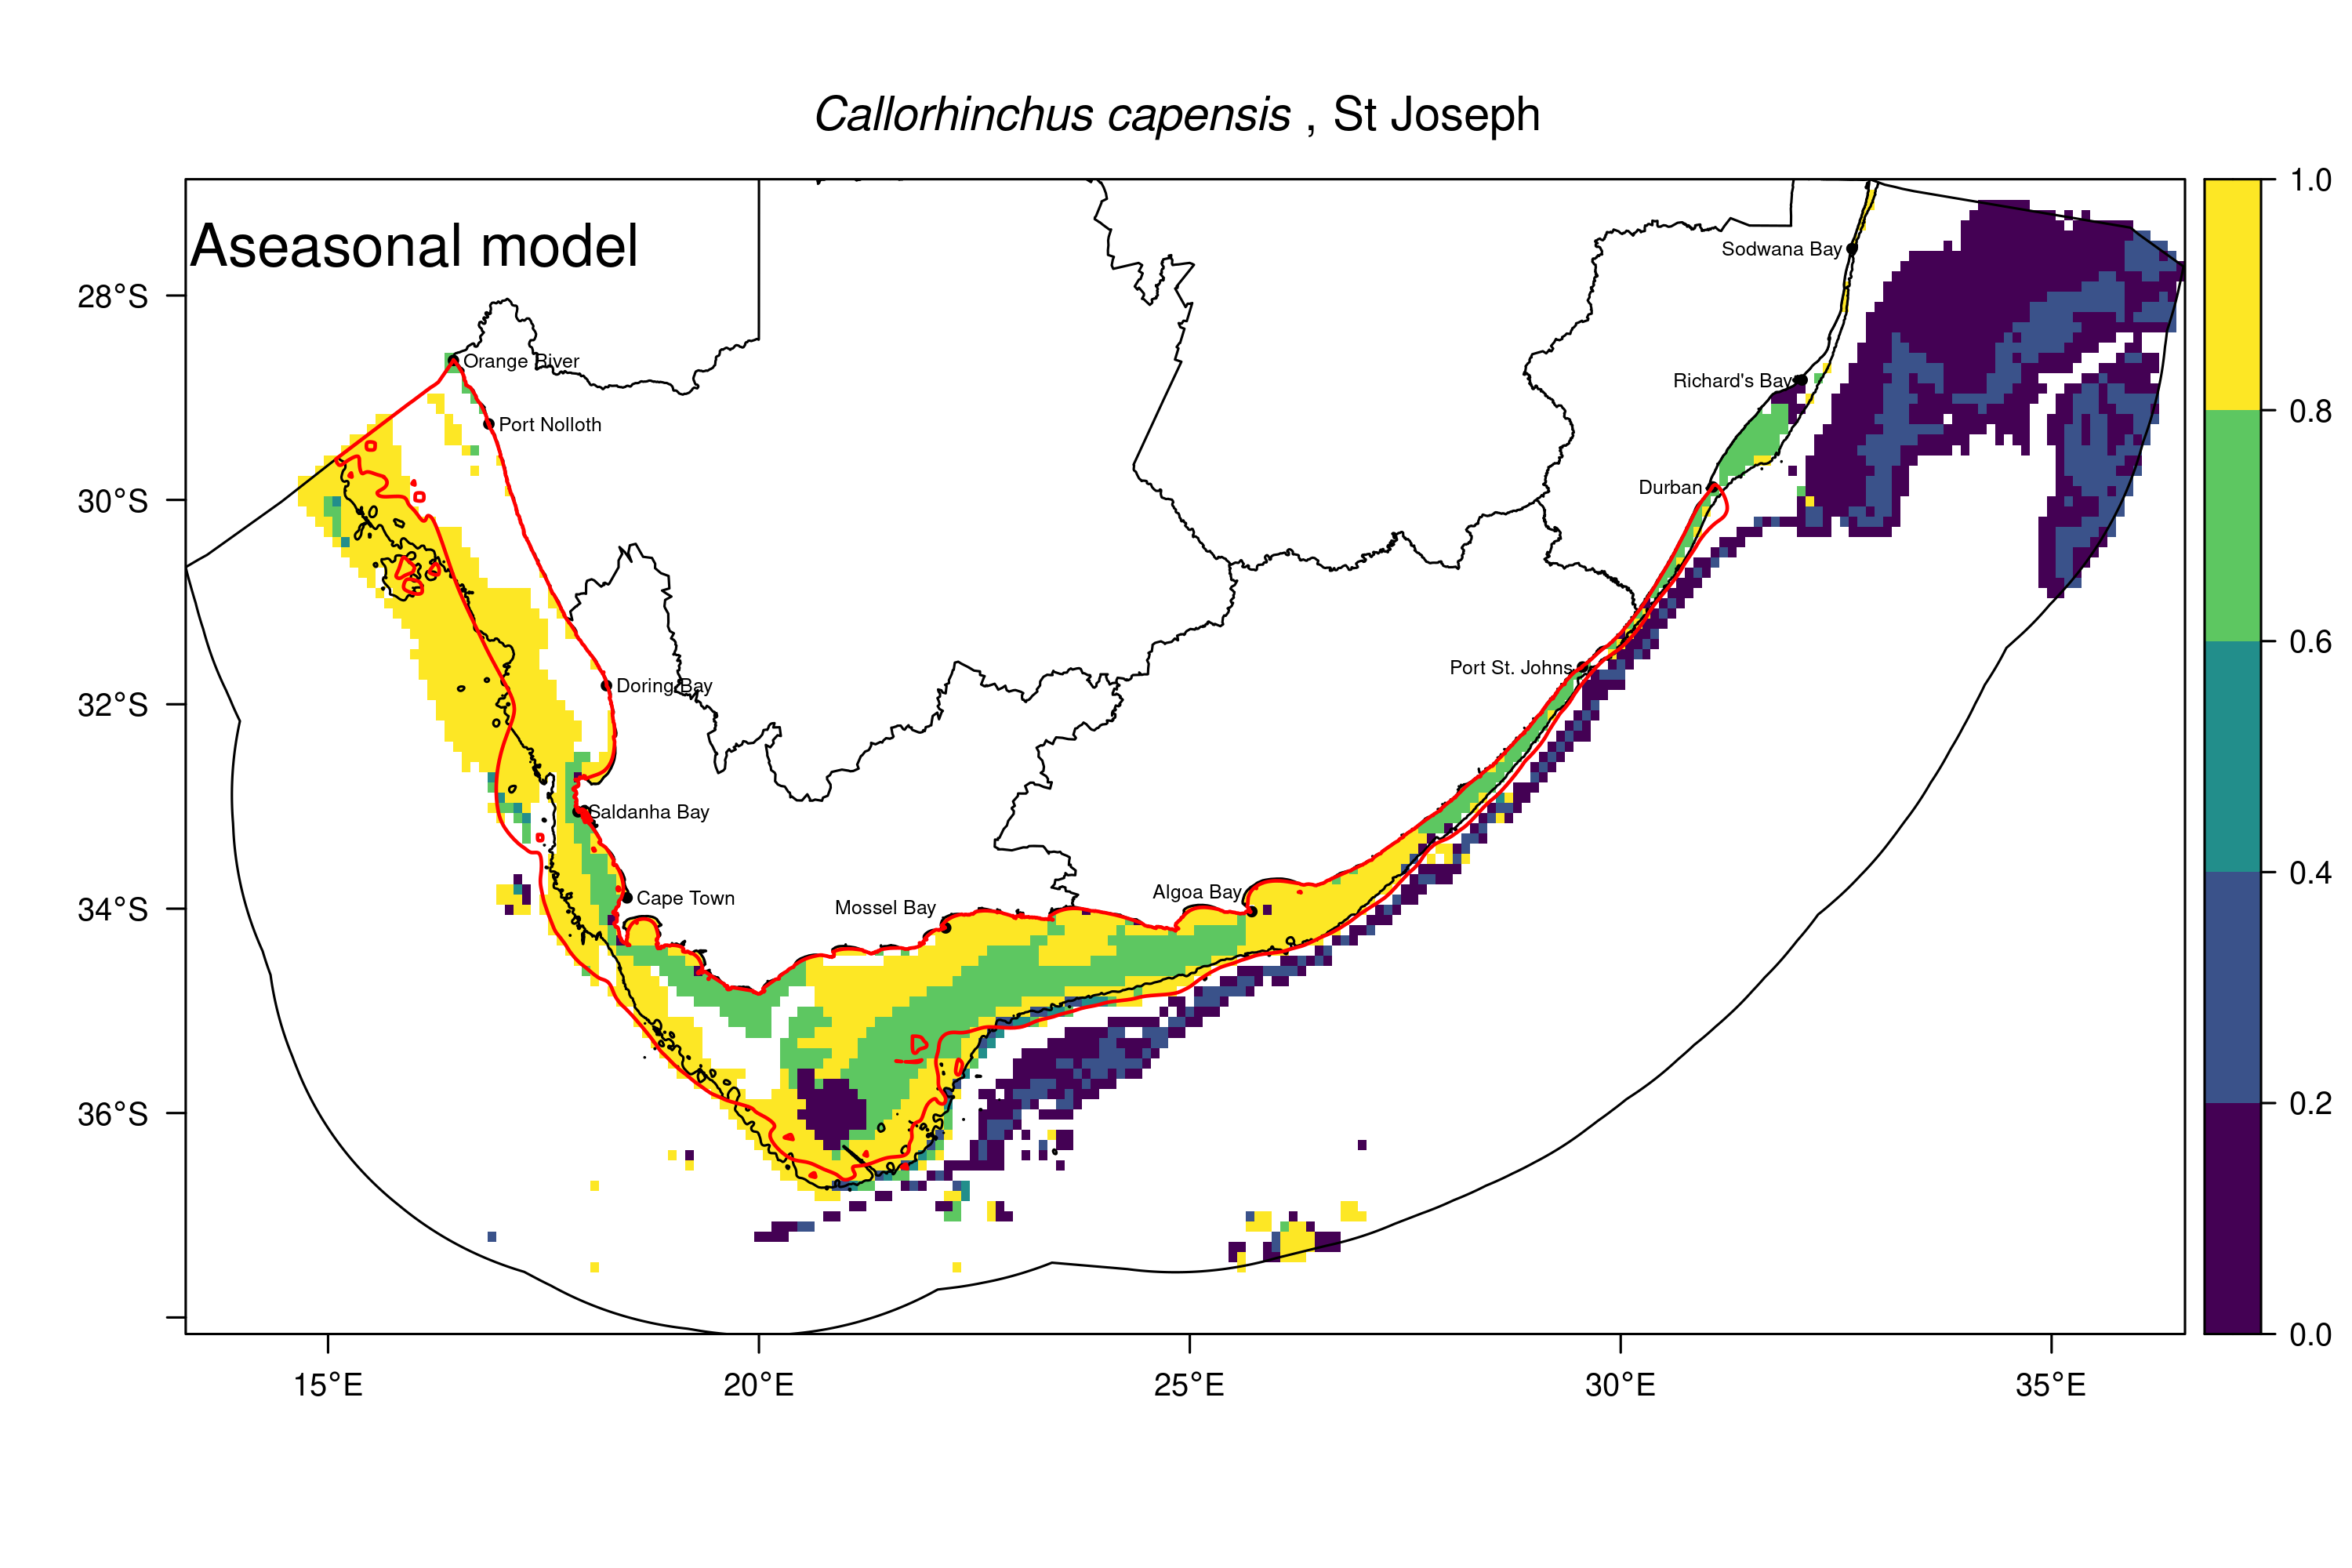 Callorhinchus capensis , St Joseph
Aseasonal model
1.0
0.8
0.6
0.4
0.2
0.0
28°S
30°S
32°S
34°S
36°S
Sodwana Bay
Orange River
Richard's Bay
Port Nolloth
Durban
Port St. Johns
Doring Bay
Saldanha Bay
Cape Town
Mossel Bay
Algoa Bay
15°E
20°E
25°E
30°E
35°E